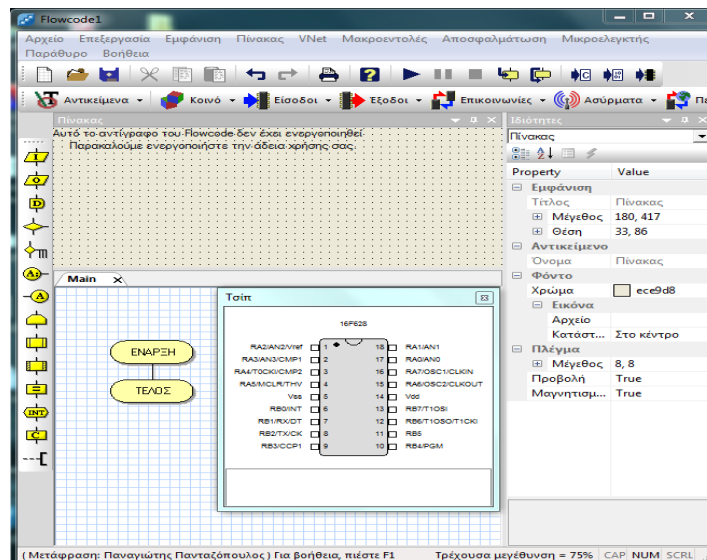 Flowcode1
Αρχείο Επεξεργασία Εμφάνιση Πίνακας VNet Μακροεντολές Αποσφαλμάτωση Μικροελεγκτής
Παράθυρο Βοήθεια
Αντικείμενα Κοινό Είσοδοι Έξοδοι Επικοινωνίες Ασύρματα Πε
Πίνακας
Αυτό το αντίγραφο του Flowcode δεν έχει ενεργοποιηθεί
Παρακαλούμε ενεργοποιήστε την άδεια χρήσης σας.
Main
ΕΝΑΡΞΗ
ΤΕΛΟΣ
Τσίπ
16F628
RA2/AN2/Vref 1 18 RA1/AN1
RA3/AN3/CMP1 2 17 RA0/AN0
RA4/T0CKI/CMP2 3 16 RA7/OSC1/CLKIN
RA5/MCLR/THV 4 15 RA6/OSC2/CLKOUT
Vss 5 14 Vdd
RB0/INT 6 13 RB7/T1OSI
RB1/RX/DT 7 12 RB6/T1OSO/T1CKI
RB2/TX/CK 8 11 RB5
RB3/CCP1 9 10 RB4/PGM
Ιδιότητες
Πίνακας
Property Value
Εμφάνιση
Τίτλος Πίνακας
Μέγεθος 180, 417
Θέση 33, 86
Αντικείμενο
Όνομα Πίνακας
Φόντο
Χρώμα ece9d8
Εικόνα
Αρχείο
Κατάστ... Στο κέντρο
Πλέγμα
Μέγεθος 8, 8
Προβολή True
Μαγνητισμ... True
( Μετάφραση: Παναγιώτης Πανταζόπουλος ) Για βοήθεια, πιέστε F1 Τρέχουσα μεγέθυνση = 75% CAP NUM SCRL